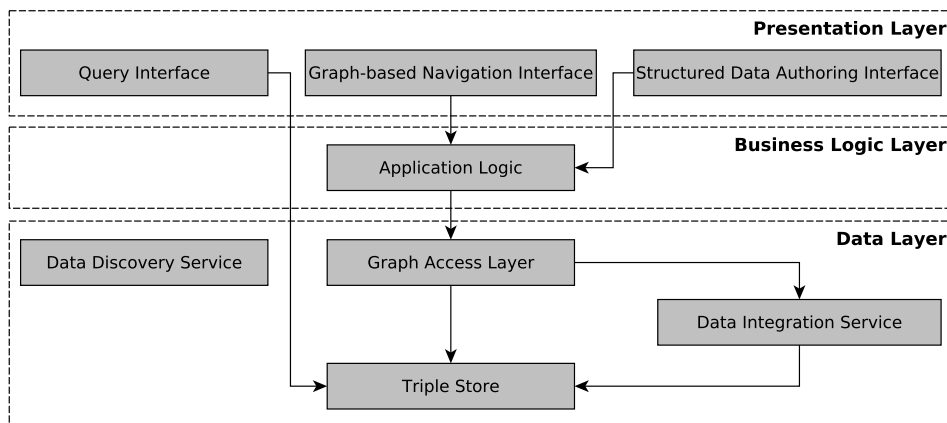 Presentation Layer
Query Interface
Graph-based Navigation Interface
Structured Data Authoring Interface
Business Logic Layer
Application Logic
Data Layer
Data Discovery Service
Graph Access Layer
Data Integration Service
Triple Store